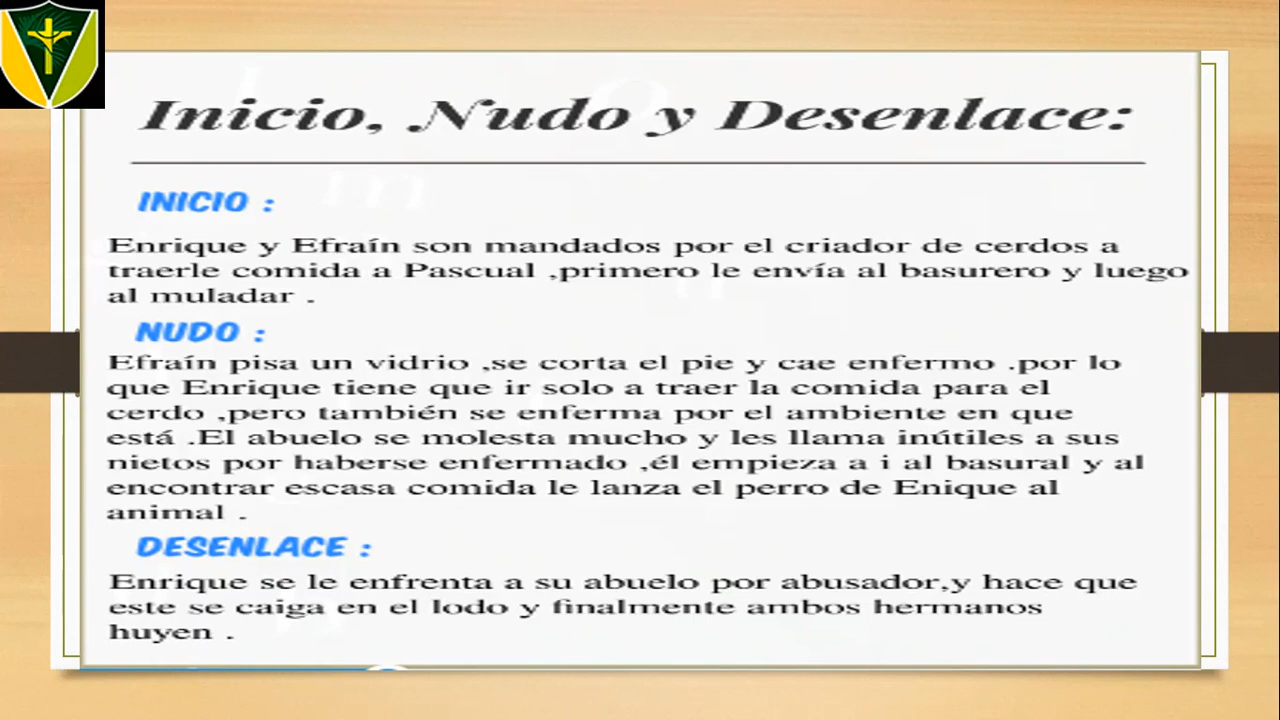 Inicio, Nudo y Desenlace:
INICIO :
Enrique y Efraín son mandados por el criador de cerdos a
traerle comida a Pascual ,primero le envía al basurero y luego
al muladar .
NUDO :
Efraín pisa un vidrio ,se corta el pie y cae enfermo .por lo
que Enrique tiene que ir solo a traer la comida para el
cerdo ,pero también se enferma por el ambiente en que
está .El abuelo se molesta mucho y les llama inútiles a sus
nietos por haberse enfermado ,él empieza a i al basural y al
encontrar escasa comida le lanza el perro de Enique al
animal .
DESENLACE :
Enrique se le enfrenta a su abuelo por abusador,y hace que
este se caiga en el lodo y finalmente ambos hermanos
huyen .